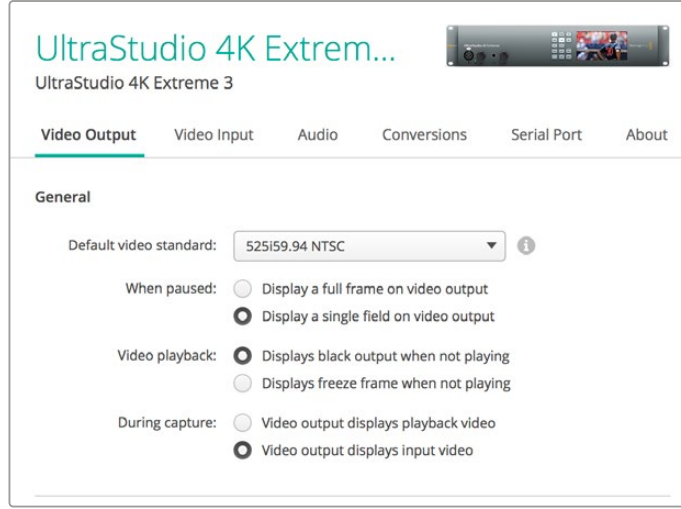 UltraStudio 4K Extrem...
UltraStudio 4K Extreme 3
Video Output Video Input Audio Conversions Serial Port About
General
Default video standard: 525i59.94 NTSC
When paused: Display a full frame on video output
Display a single field on video output
Video playback: Displays black output when not playing
Displays freeze frame when not playing
During capture: Video output displays playback video
Video output displays input video